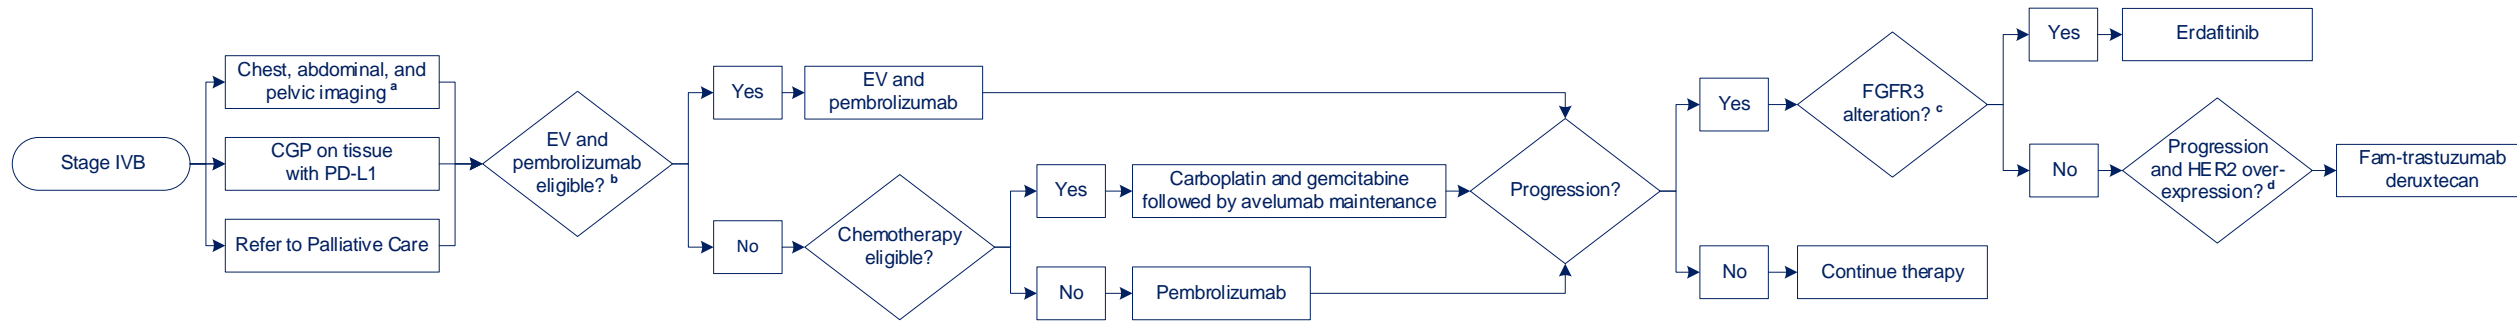 Stage IVB
Chest, abdominal, and
pelvic imaging a
CGP on tissue
with PD-L1
Refer to Palliative Care
EV and
pembrolizumab
eligible? b
Yes
EV and
pembrolizumab
No
Chemotherapy
eligible?
Yes
Carboplatin and gemcitabine
followed by avelumab maintenance
No
Pembrolizumab
Progression?
Yes
FGFR3
alteration? c
Yes
Erdafitinib
No
Progression
and HER2 over-
expression? d
Fam-trastuzumab
deruxtecan
No
Continue therapy